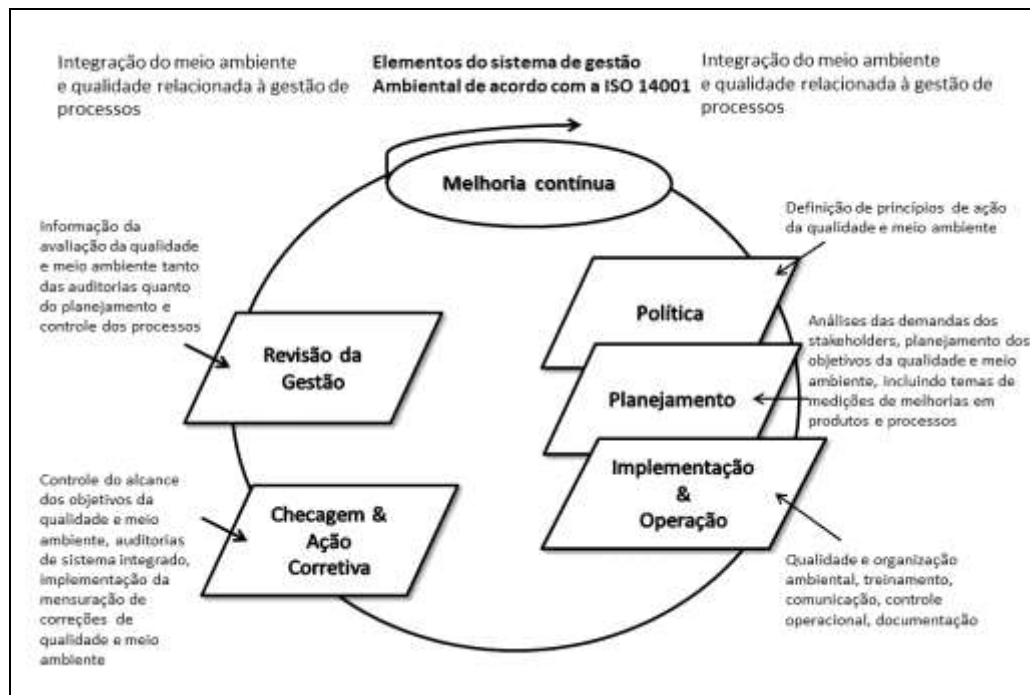 Integração do meio ambiente
e qualidade relacionada à gestão de
processos
Elementos do sistema de gestão
Ambiental de acordo com a ISO 14001
Integração do meio ambiente
e qualidade relacionada à gestão de
processos
Melhoria contínua
Definição de princípios de ação
da qualidade e meio ambiente
Informação da
avaliação da qualidade
e meio ambiente tanto
das auditorias quanto
do planejamento e
controle dos processos
Política
Análises das demandas dos
stakeholders, planejamento dos
objetivos da qualidade e meio
ambiente, incluindo temas de
medições de melhorias em
produtos e processos
Revisão da
Gestão
Planejamento
Implementação
&
Operação
Controle do alcance
dos objetivos da
qualidade e meio
ambiente, auditorias
de sistema integrado,
implementação da
mensuração de
correções de
qualidade e meio
ambiente
Checagem &
Ação
Corretiva
Qualidade e organização
ambiental, treinamento,
comunicação, controle
operacional, documentação